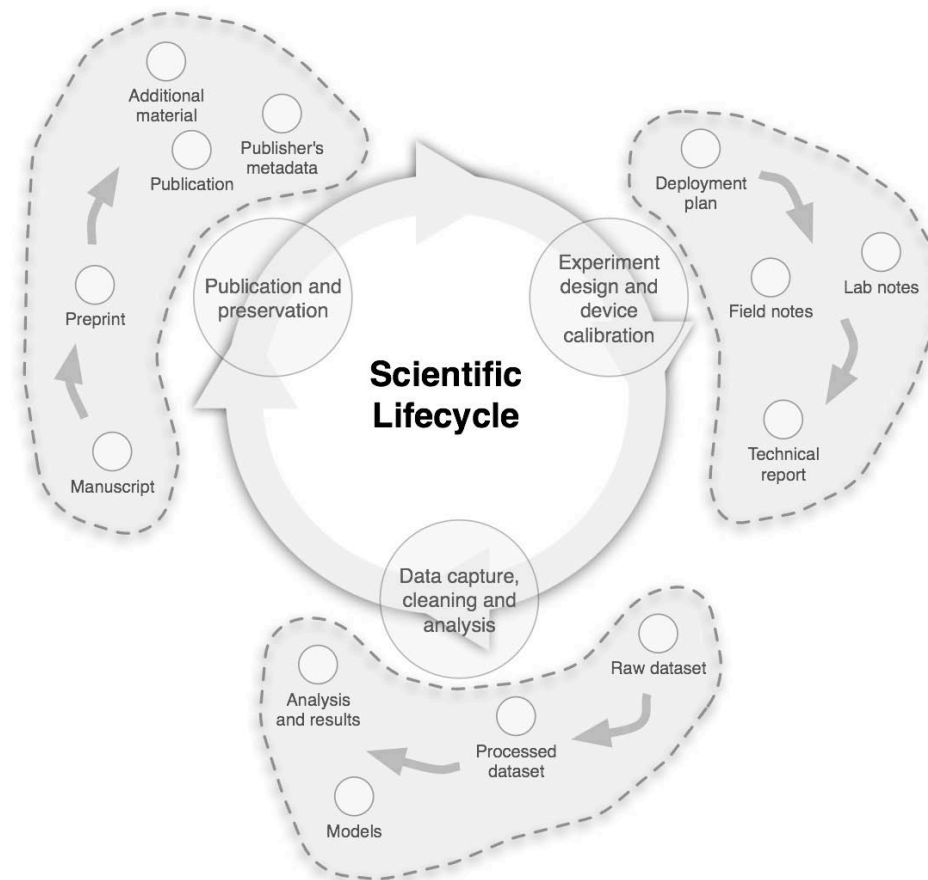 Additional
material
Publisher's
metadata
Publication
Preprint
Manuscript
Publication and
preservation
Scientific
Lifecycle
Experiment
design and
device
calibration
Deployment
plan
Field notes
Lab notes
Technical
report
Data capture,
cleaning and
analysis
Raw dataset
Processed
dataset
Analysis
and results
Models